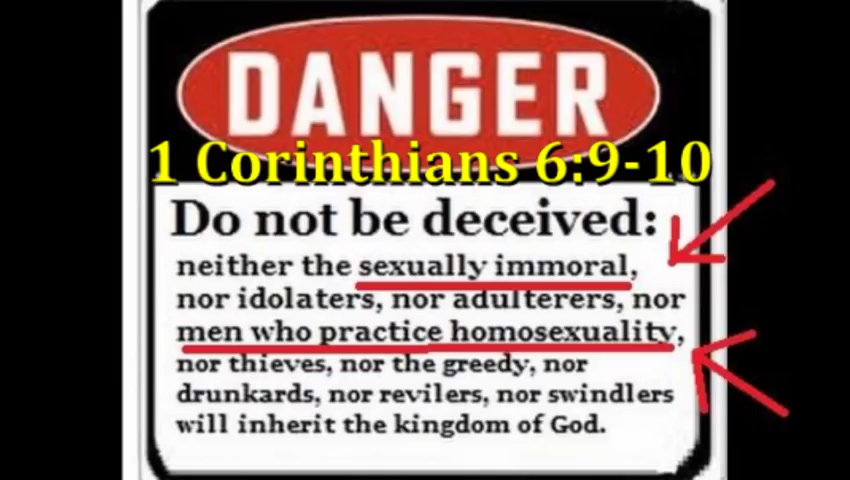 DANGER
1 Corinthians 6:9-10
Do not be deceived:
neither the sexually immoral,
nor idolaters, nor adulterers, nor
men who practice homosexuality,
nor thieves, nor the greedy, nor
drunkards, nor revilers, nor swindlers
will inherit the kingdom of God.